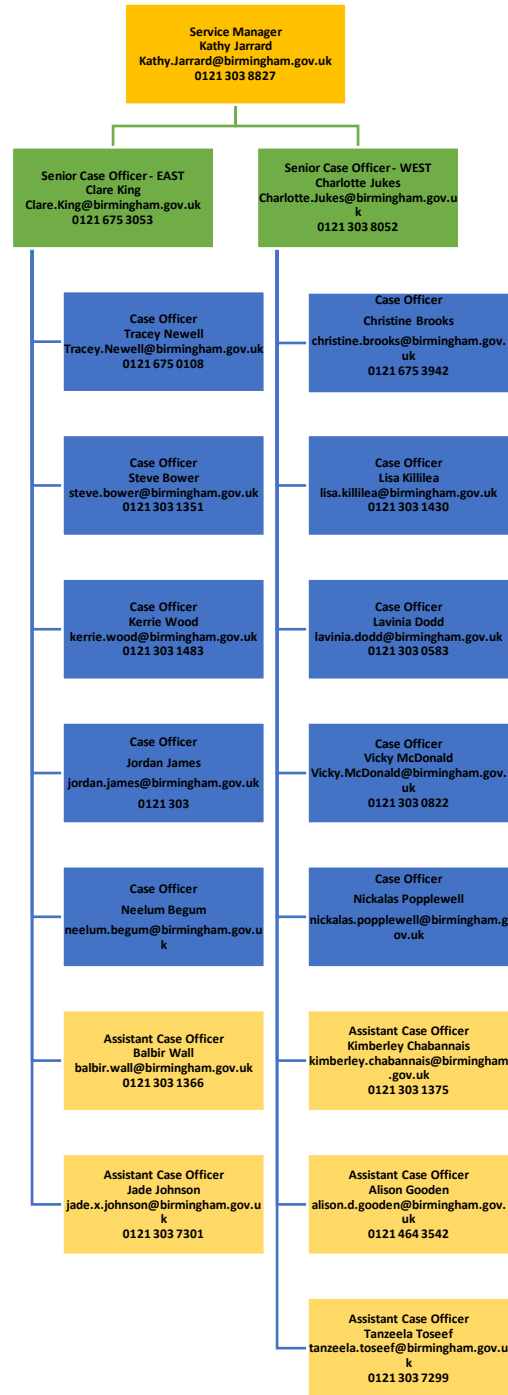 Service Manager
Kathy Jarrard
Kathy.Jarrard@birmingham.gov.uk
0121 303 8827
Senior Case Officer - EAST
Clare King
Clare.King@birmingham.gov.uk
0121 675 3053
Senior Case Officer - WEST
Charlotte Jukes
Charlotte.Jukes@birmingham.gov.u
k
0121 303 8052
Case Officer
Tracey Newell
Tracey.Newell@birmingham.gov.uk
0121 675 0108
Case Officer
Christine Brooks
christine.brooks@birmingham.gov.
uk
0121 675 3942
Case Officer
Steve Bower
steve.bower@birmingham.gov.uk
0121 303 1351
Case Officer
Lisa Killilea
lisa.killilea@birmingham.gov.uk
0121 303 1430
Case Officer
Kerrie Wood
kerrie.wood@birmingham.gov.uk
0121 303 1483
Case Officer
Lavinia Dodd
lavinia.dodd@birmingham.gov.uk
0121 303 0583
Case Officer
Jordan James
jordan.james@birmingham.gov.uk
0121 303
Case Officer
Vicky McDonald
Vicky.McDonald@birmingham.gov.
uk
0121 303 0822
Case Officer
Neelum Begum
neelum.begum@birmingham.gov.u
k
Case Officer
Nickalas Popplewell
nickalas.popplewell@birmingham.g
ov.uk
Assistant Case Officer
Balbir Wall
balbir.wall@birmingham.gov.uk
0121 303 1366
Assistant Case Officer
Kimberley Chabannais
kimberley.chabannais@birmingham
.gov.uk
0121 303 1375
Assistant Case Officer
Jade Johnson
jade.x.johnson@birmingham.gov.u
k
0121 303 7301
Assistant Case Officer
Alison Gooden
alison.d.gooden@birmingham.gov.
uk
0121 464 3542
Assistant Case Officer
Tanzeela Toseef
tanzeela.toseef@birmingham.gov.u
k
0121 303 7299